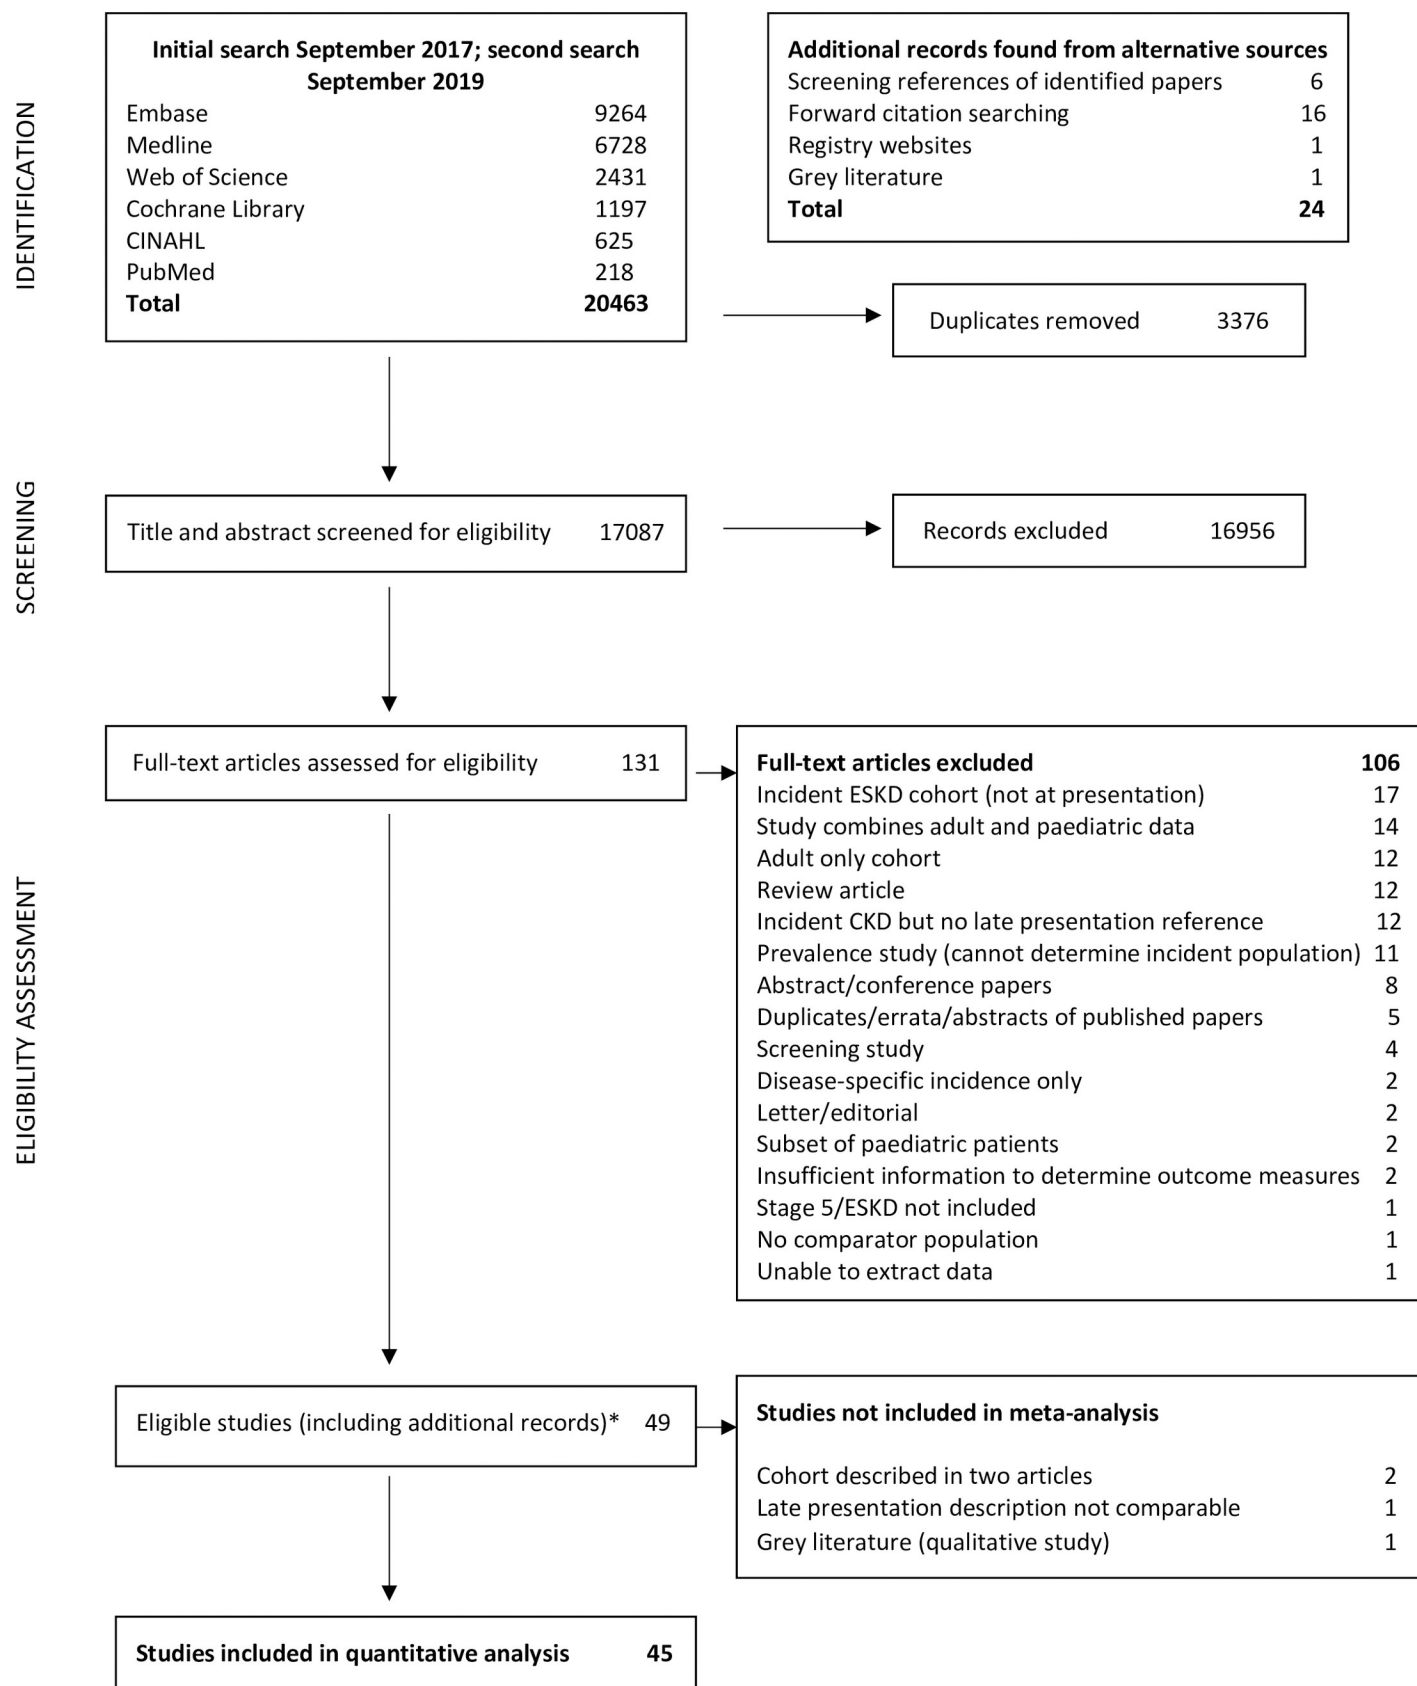 IDENTIFICATION
Initial search September 2017; second search
September 2019
Embase 9264
Medline 6728
Web of Science 2431
Cochrane Library 1197
CINAHL 625
PubMed 218
Total 20463
Additional records found from alternative sources
Screening references of identified papers 6
Forward citation searching 16
Registry websites 1
Grey literature 1
Total 24
Duplicates removed 3376
SCREENING
Title and abstract screened for eligibility 17087
Records excluded 16956
ELIGIBILITY ASSESSMENT
Full-text articles assessed for eligibility 131
Full-text articles excluded 106
Incident ESKD cohort (not at presentation) 17
Study combines adult and paediatric data 14
Adult only cohort 12
Review article 12
Incident CKD but no late presentation reference 12
Prevalence study (cannot determine incident population) 11
Abstract/conference papers 8
Duplicates/errata/abstracts of published papers 5
Screening study 4
Disease-specific incidence only 2
Letter/editorial 2
Subset of paediatric patients 2
Insufficient information to determine outcome measures 2
Stage 5/ESKD not included 1
No comparator population 1
Unable to extract data 1
Eligible studies (including additional records)* 49
Studies not included in meta-analysis
Cohort described in two articles 2
Late presentation description not comparable 1
Grey literature (qualitative study) 1
Studies included in quantitative analysis 45